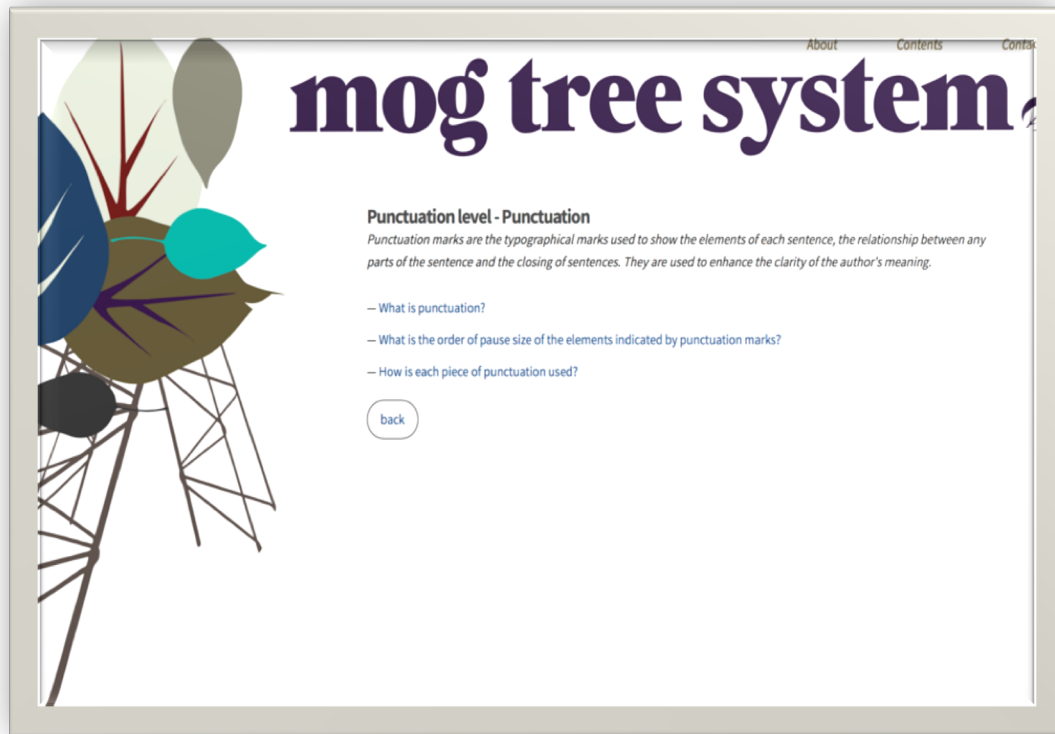 About Contents
mog tree system
Punctuation level - Punctuation
Punctuation marks are the typographical marks used to show the elements of each sentence, the relationship between any
parts of the sentence and the closing of sentences. They are used to enhance the clarity of the author's meaning.
– What is punctuation?
– What is the order of pause size of the elements indicated by punctuation marks?
– How is each piece of punctuation used?
back